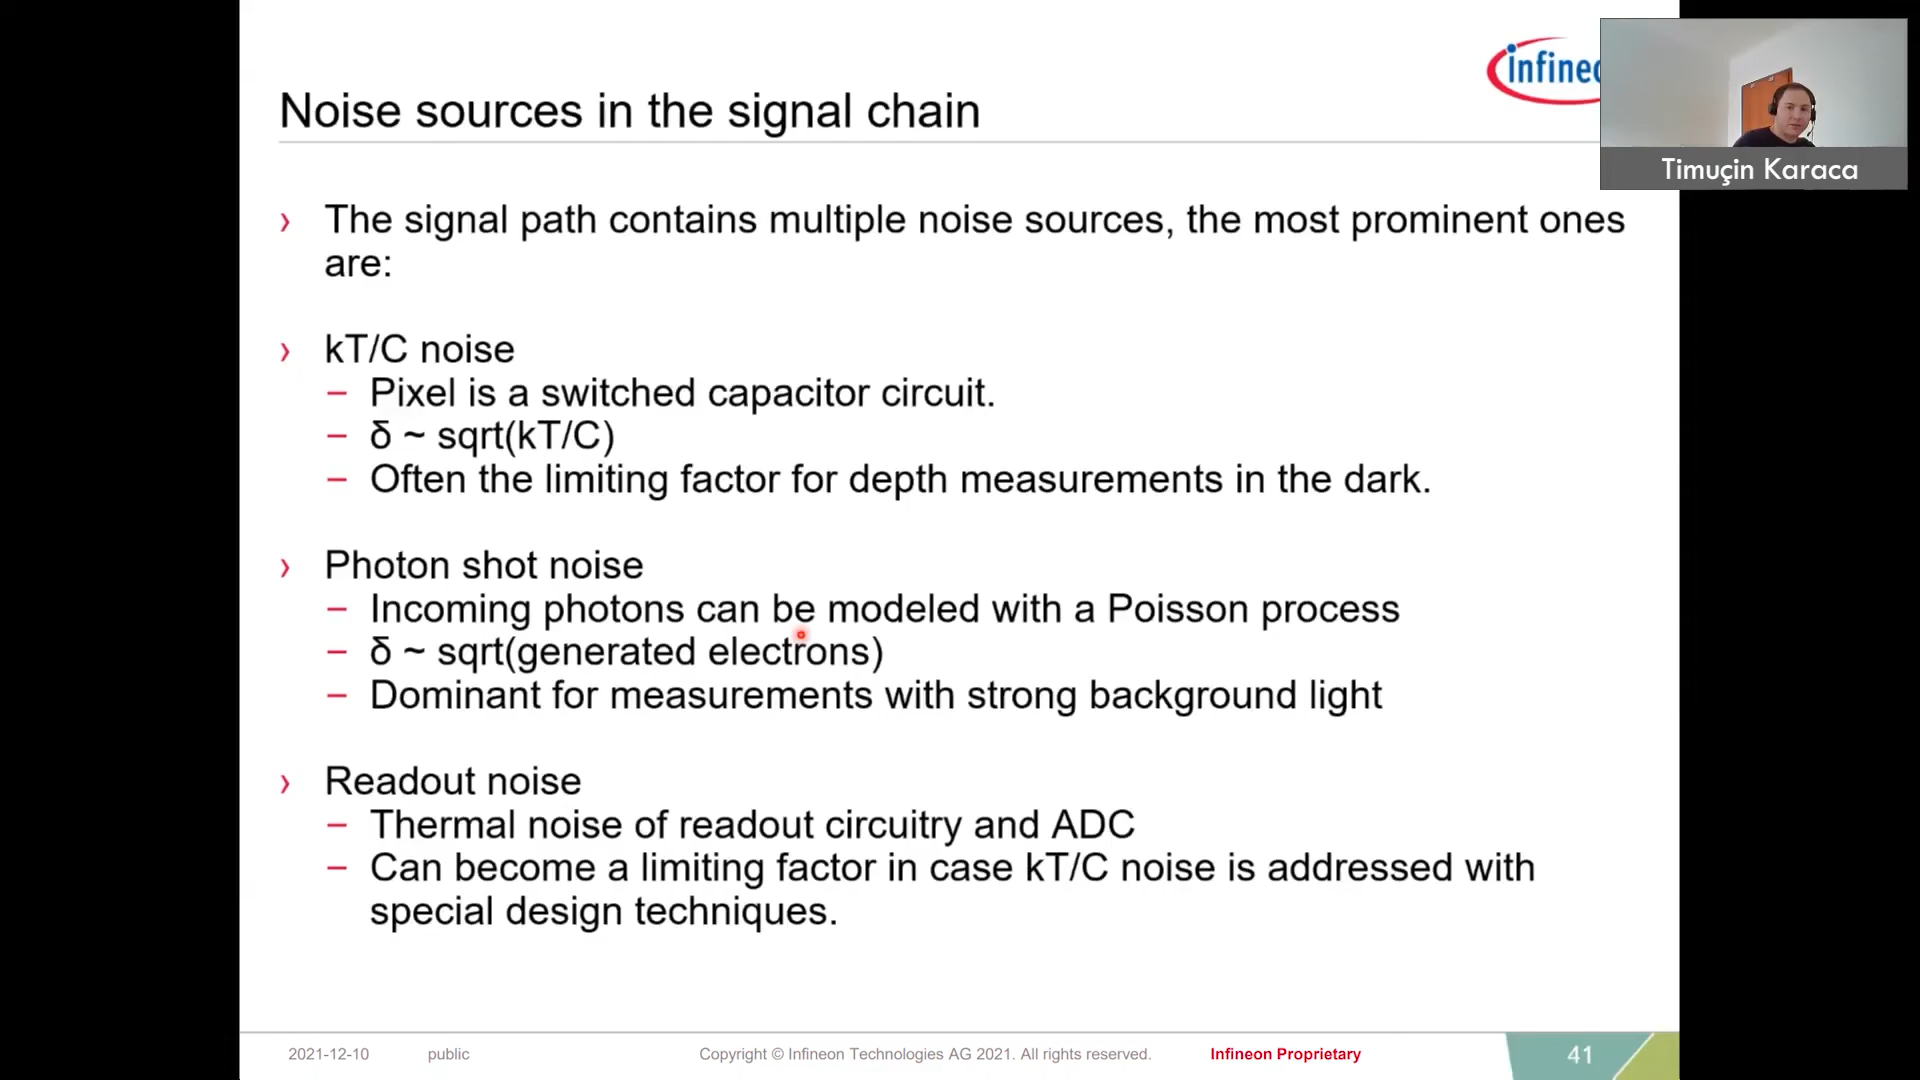 infineo
Timuçin Karaca
Noise sources in the signal chain
› The signal path contains multiple noise sources, the most prominent ones
are:
› kT/C noise
– Pixel is a switched capacitor circuit.
– δ ~ sqrt(kT/C)
– Often the limiting factor for depth measurements in the dark.
› Photon shot noise
– Incoming photons can be modeled with a Poisson process
– δ ~ sqrt(generated electrons)
– Dominant for measurements with strong background light
› Readout noise
– Thermal noise of readout circuitry and ADC
– Can become a limiting factor in case kT/C noise is addressed with
special design techniques.
2021-12-10 public Copyright © Infineon Technologies AG 2021. All rights reserved. Infineon Proprietary 41